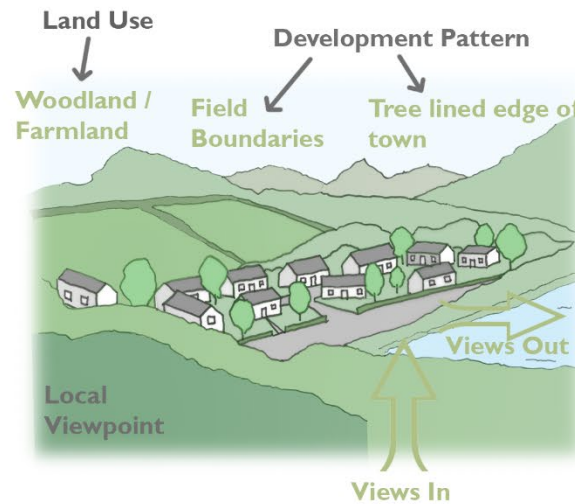 Land Use
Development Pattern
Woodland /
Farmland
Field
Boundaries
Tree lined edge of
town
Views Out
Local
Viewpoint
Views In